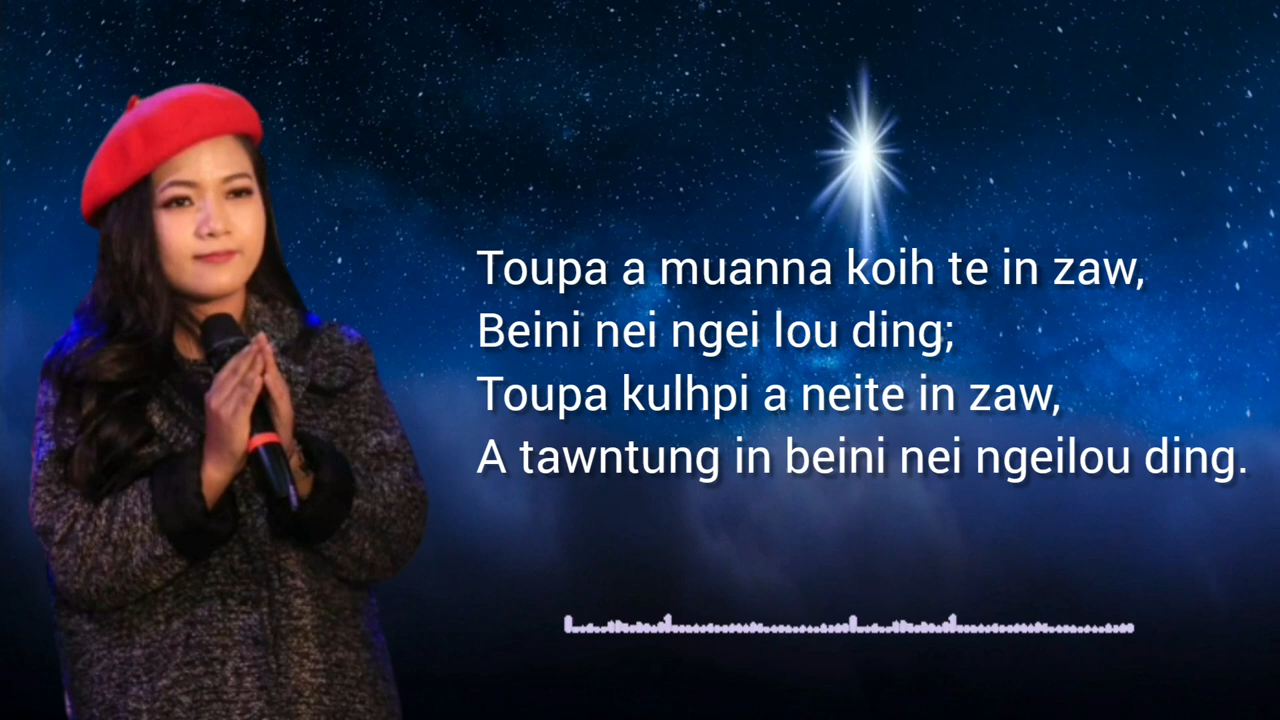 Toupa a muanna koih te in zaw,
Beini nei ngei lou ding;
Toupa kulhpi a neite in zaw,
A tawntung in beini nei ngeilou ding.